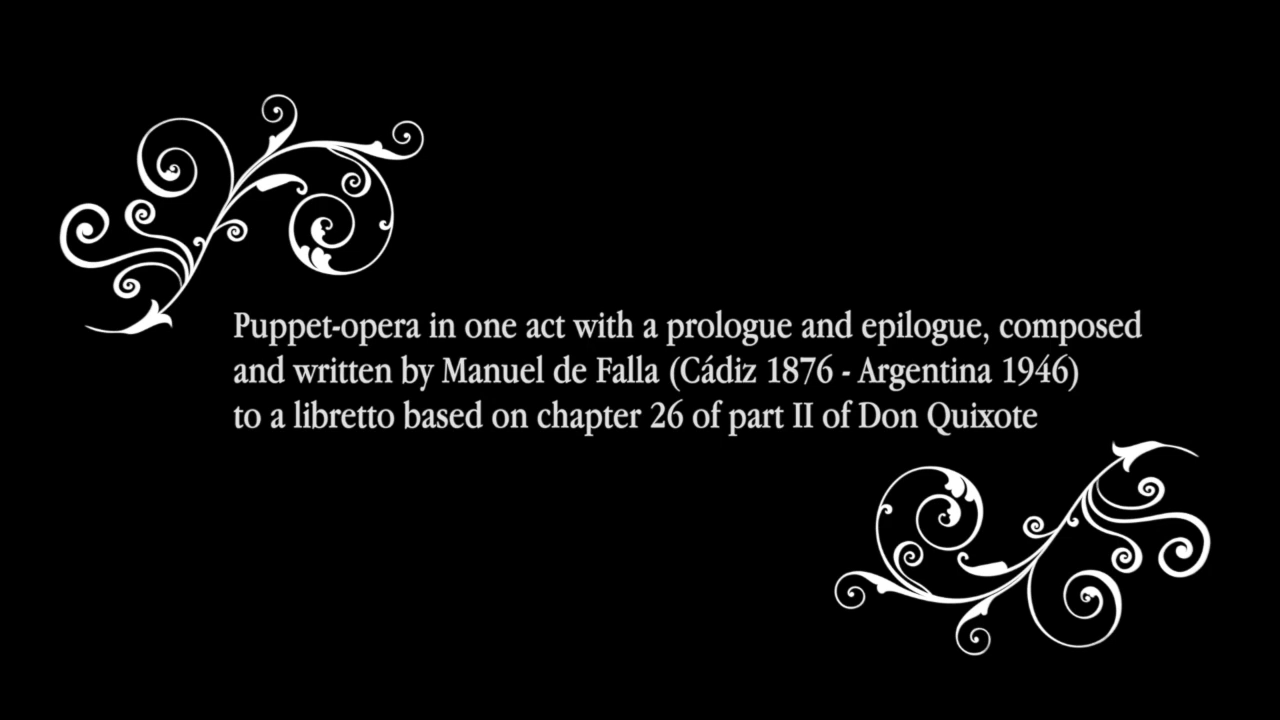 Puppet-opera in one act with a prologue and epilogue, composed
and written by Manuel de Falla (Cádiz 1876 - Argentina 1946)
to a libretto based on chapter 26 of part II of Don Quixote